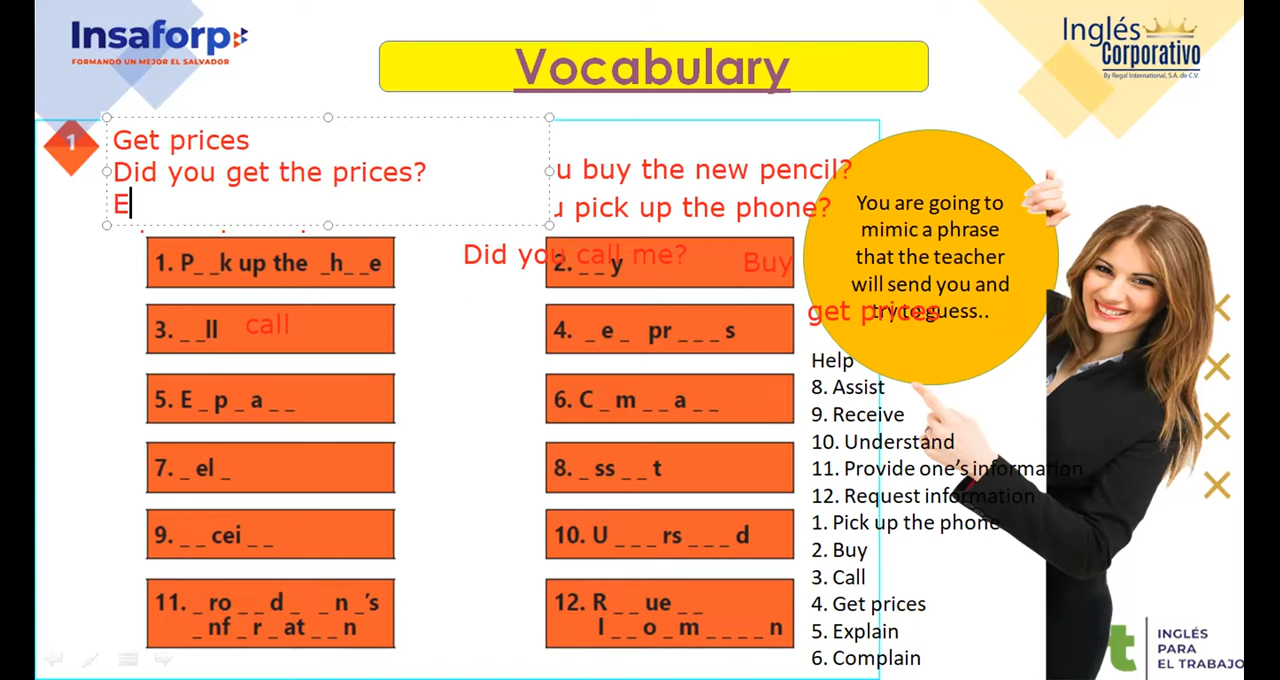 Insaforp
FORMANDO UN MEJOR EL SALVADOR
Vocabulary
Inglés
Corporativo
By Regal International, S.A. de C.V.
1
Get prices
Did you get the prices?
E
u buy the new pencil?
u pick up the phone?
Did you call me?
Buy
get prices
call
1. P_ _k up the _h_ _e
2. _ _y
3. _ _ll
4. _ e _ pr _ _ _ s
5. E _ p _ a _ _
6. C _ m _ _ a _ _
7. _ el _
8. _ ss _ _ t
9. _ _ cei _ _
10. U _ _ _ rs _ _ _ d
11. _ ro _ _ d _ _ n _'s
_ nf _ r _ at _ _ n
12. R _ _ ue _ _
I _ _ o _ m _ _ _ _ n
You are going to
mimic a phrase
that the teacher
will send you and
try to guess..
Help
8. Assist
9. Receive
10. Understand
11. Provide one's information
12. Request information
1. Pick up the phone
2. Buy
3. Call
4. Get prices
5. Explain
6. Complain
t
INGLÉS
PARA
EL TRABAJO